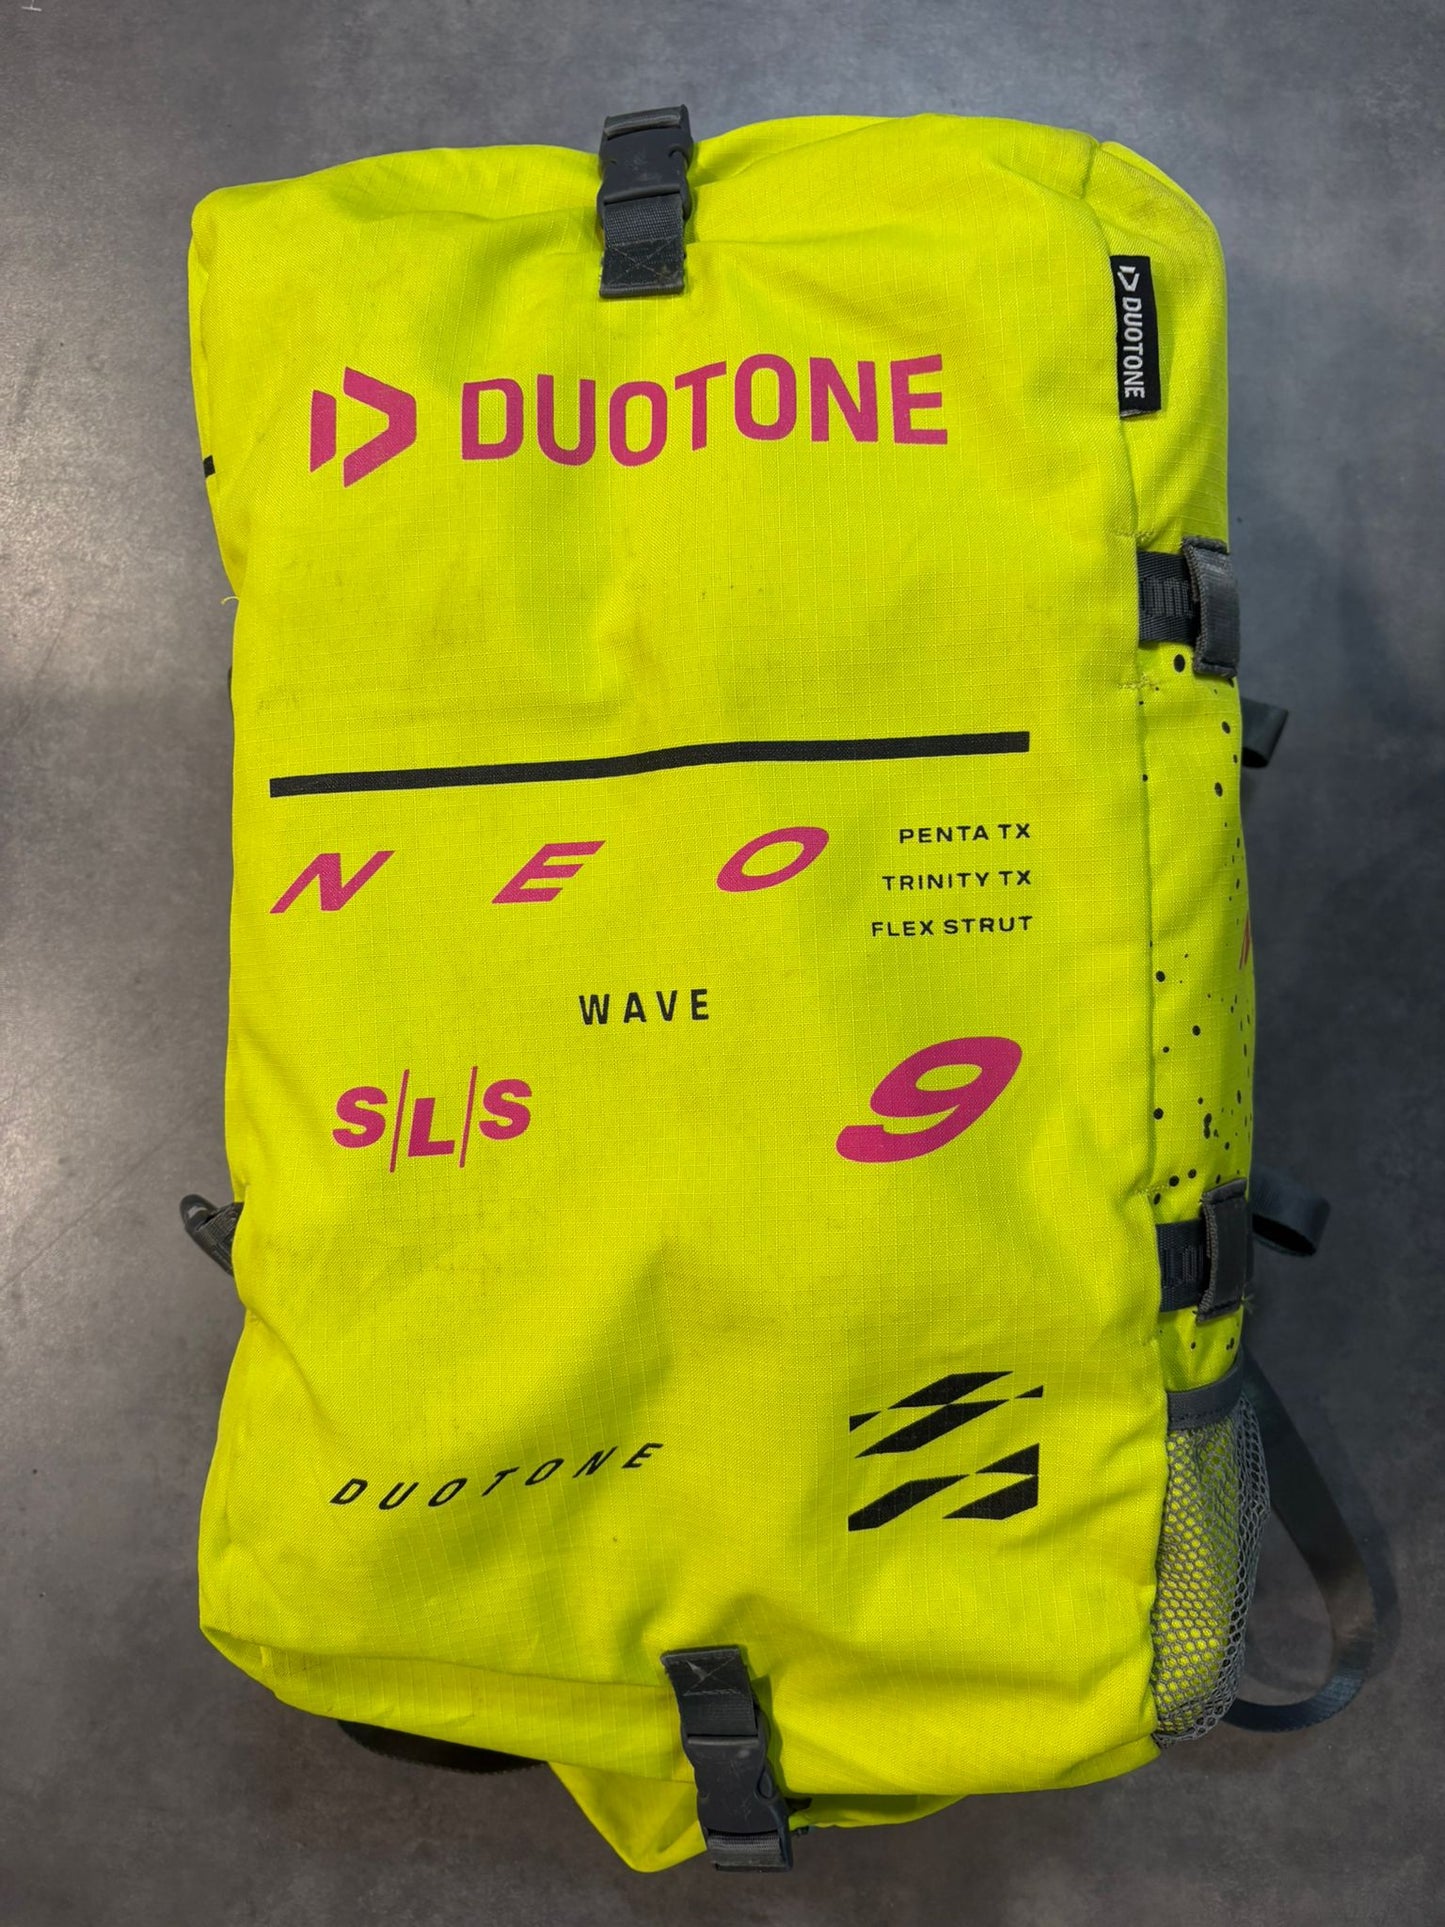 DUOTONE
DUOTONE
NEO
PENTA TX
TRINITY TX
FLEX STRUT
WAVE
S/L/S
9
DUOTONE